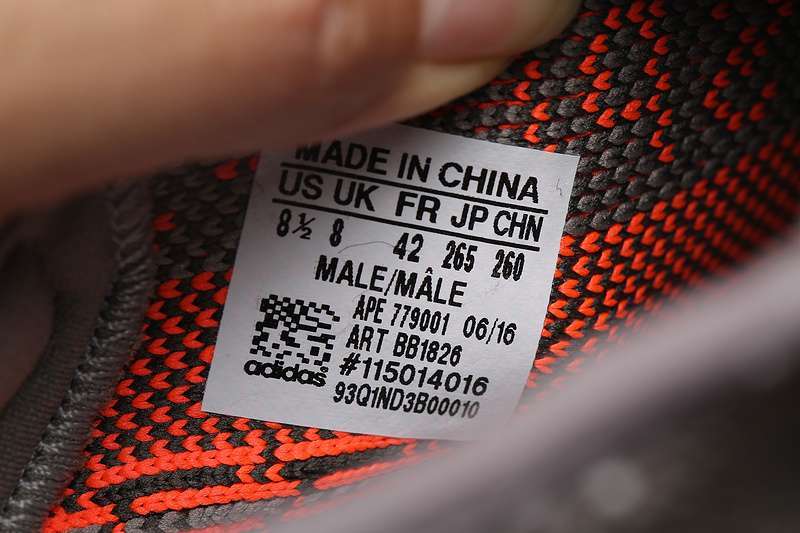 MADE IN CHINA
US UK FR JP CHN
8½ 8 42 265 260
MALE/MÂLE
APE 779001 06/16
ART BB1826
#115014016
adidas®
93Q1ND3B00010